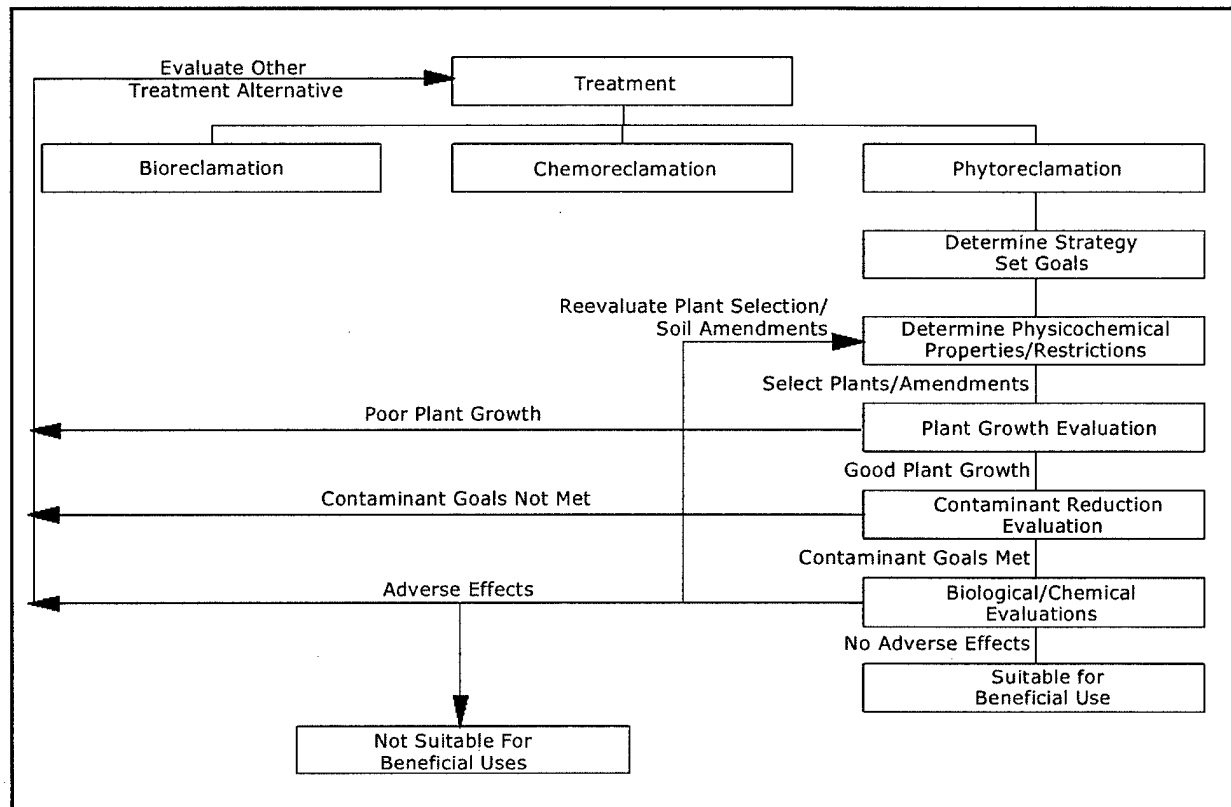 Evaluate Other
Treatment Alternative
Treatment
Bioreclamation
Chemoreclamation
Phytoreclamation
Determine Strategy
Set Goals
Reevaluate Plant Selection/
Soil Amendments
Determine Physicochemical
Properties/Restrictions
Select Plants/Amendments
Poor Plant Growth
Plant Growth Evaluation
Good Plant Growth
Contaminant Goals Not Met
Contaminant Reduction
Evaluation
Contaminant Goals Met
Adverse Effects
Biological/Chemical
Evaluations
No Adverse Effects
Suitable for
Beneficial Use
Not Suitable For
Beneficial Uses